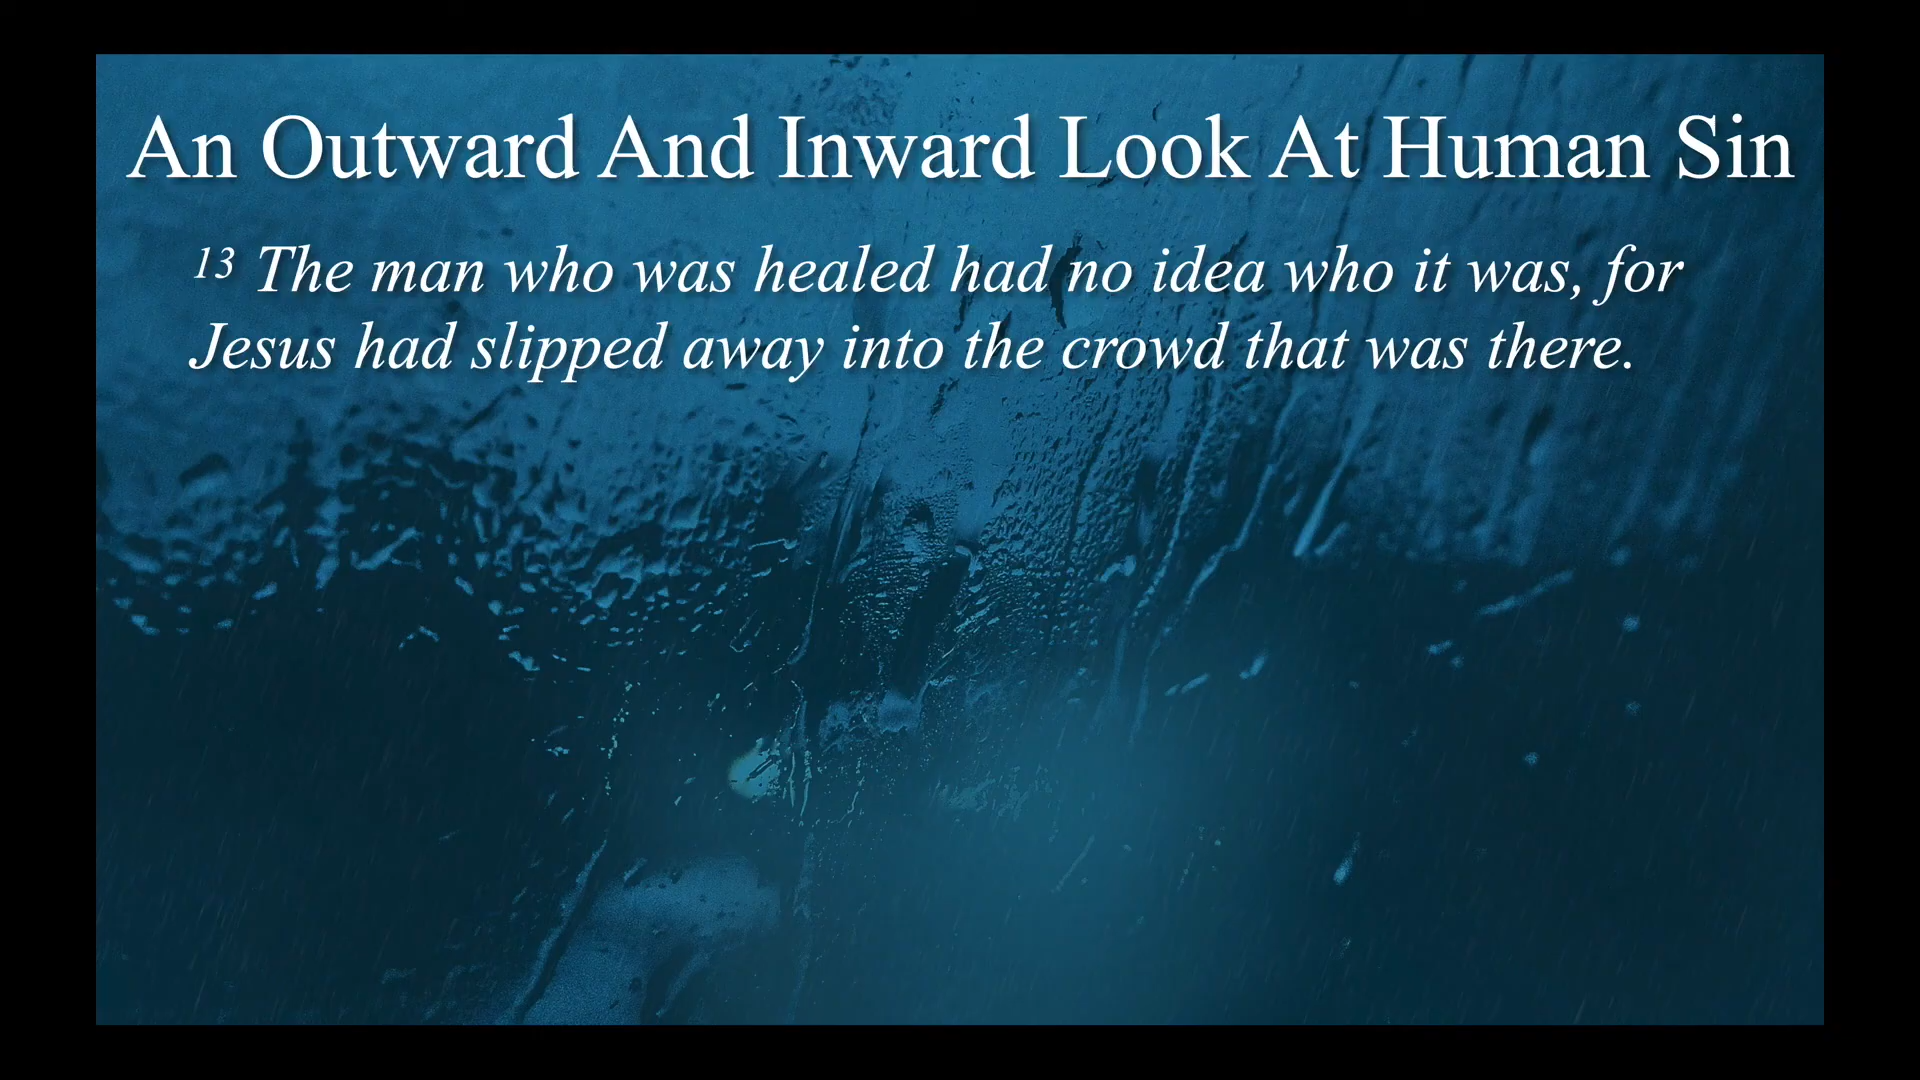 An Outward And Inward Look At Human Sin
13 The man who was healed had no idea who it was, for
Jesus had slipped away into the crowd that was there.